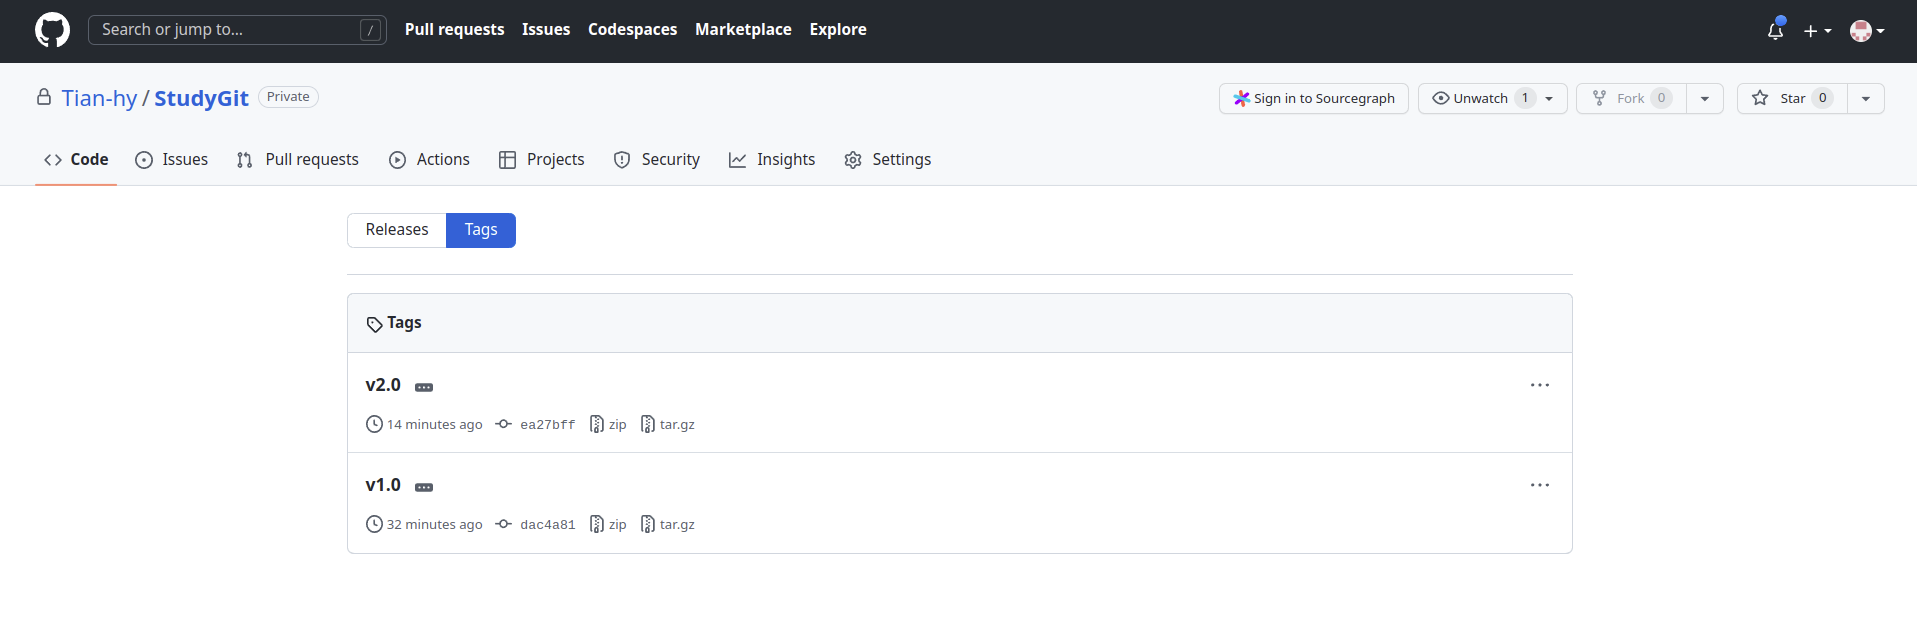 Search or jump to... / Pull requests Issues Codespaces Marketplace Explore
Tian-hy / StudyGit Private Sign in to Sourcegraph Unwatch 1 Fork 0 Star 0
Code Issues Pull requests Actions Projects Security Insights Settings
Releases Tags
Tags
v2.0
14 minutes ago ea27bff zip tar.gz
v1.0
32 minutes ago dac4a81 zip tar.gz